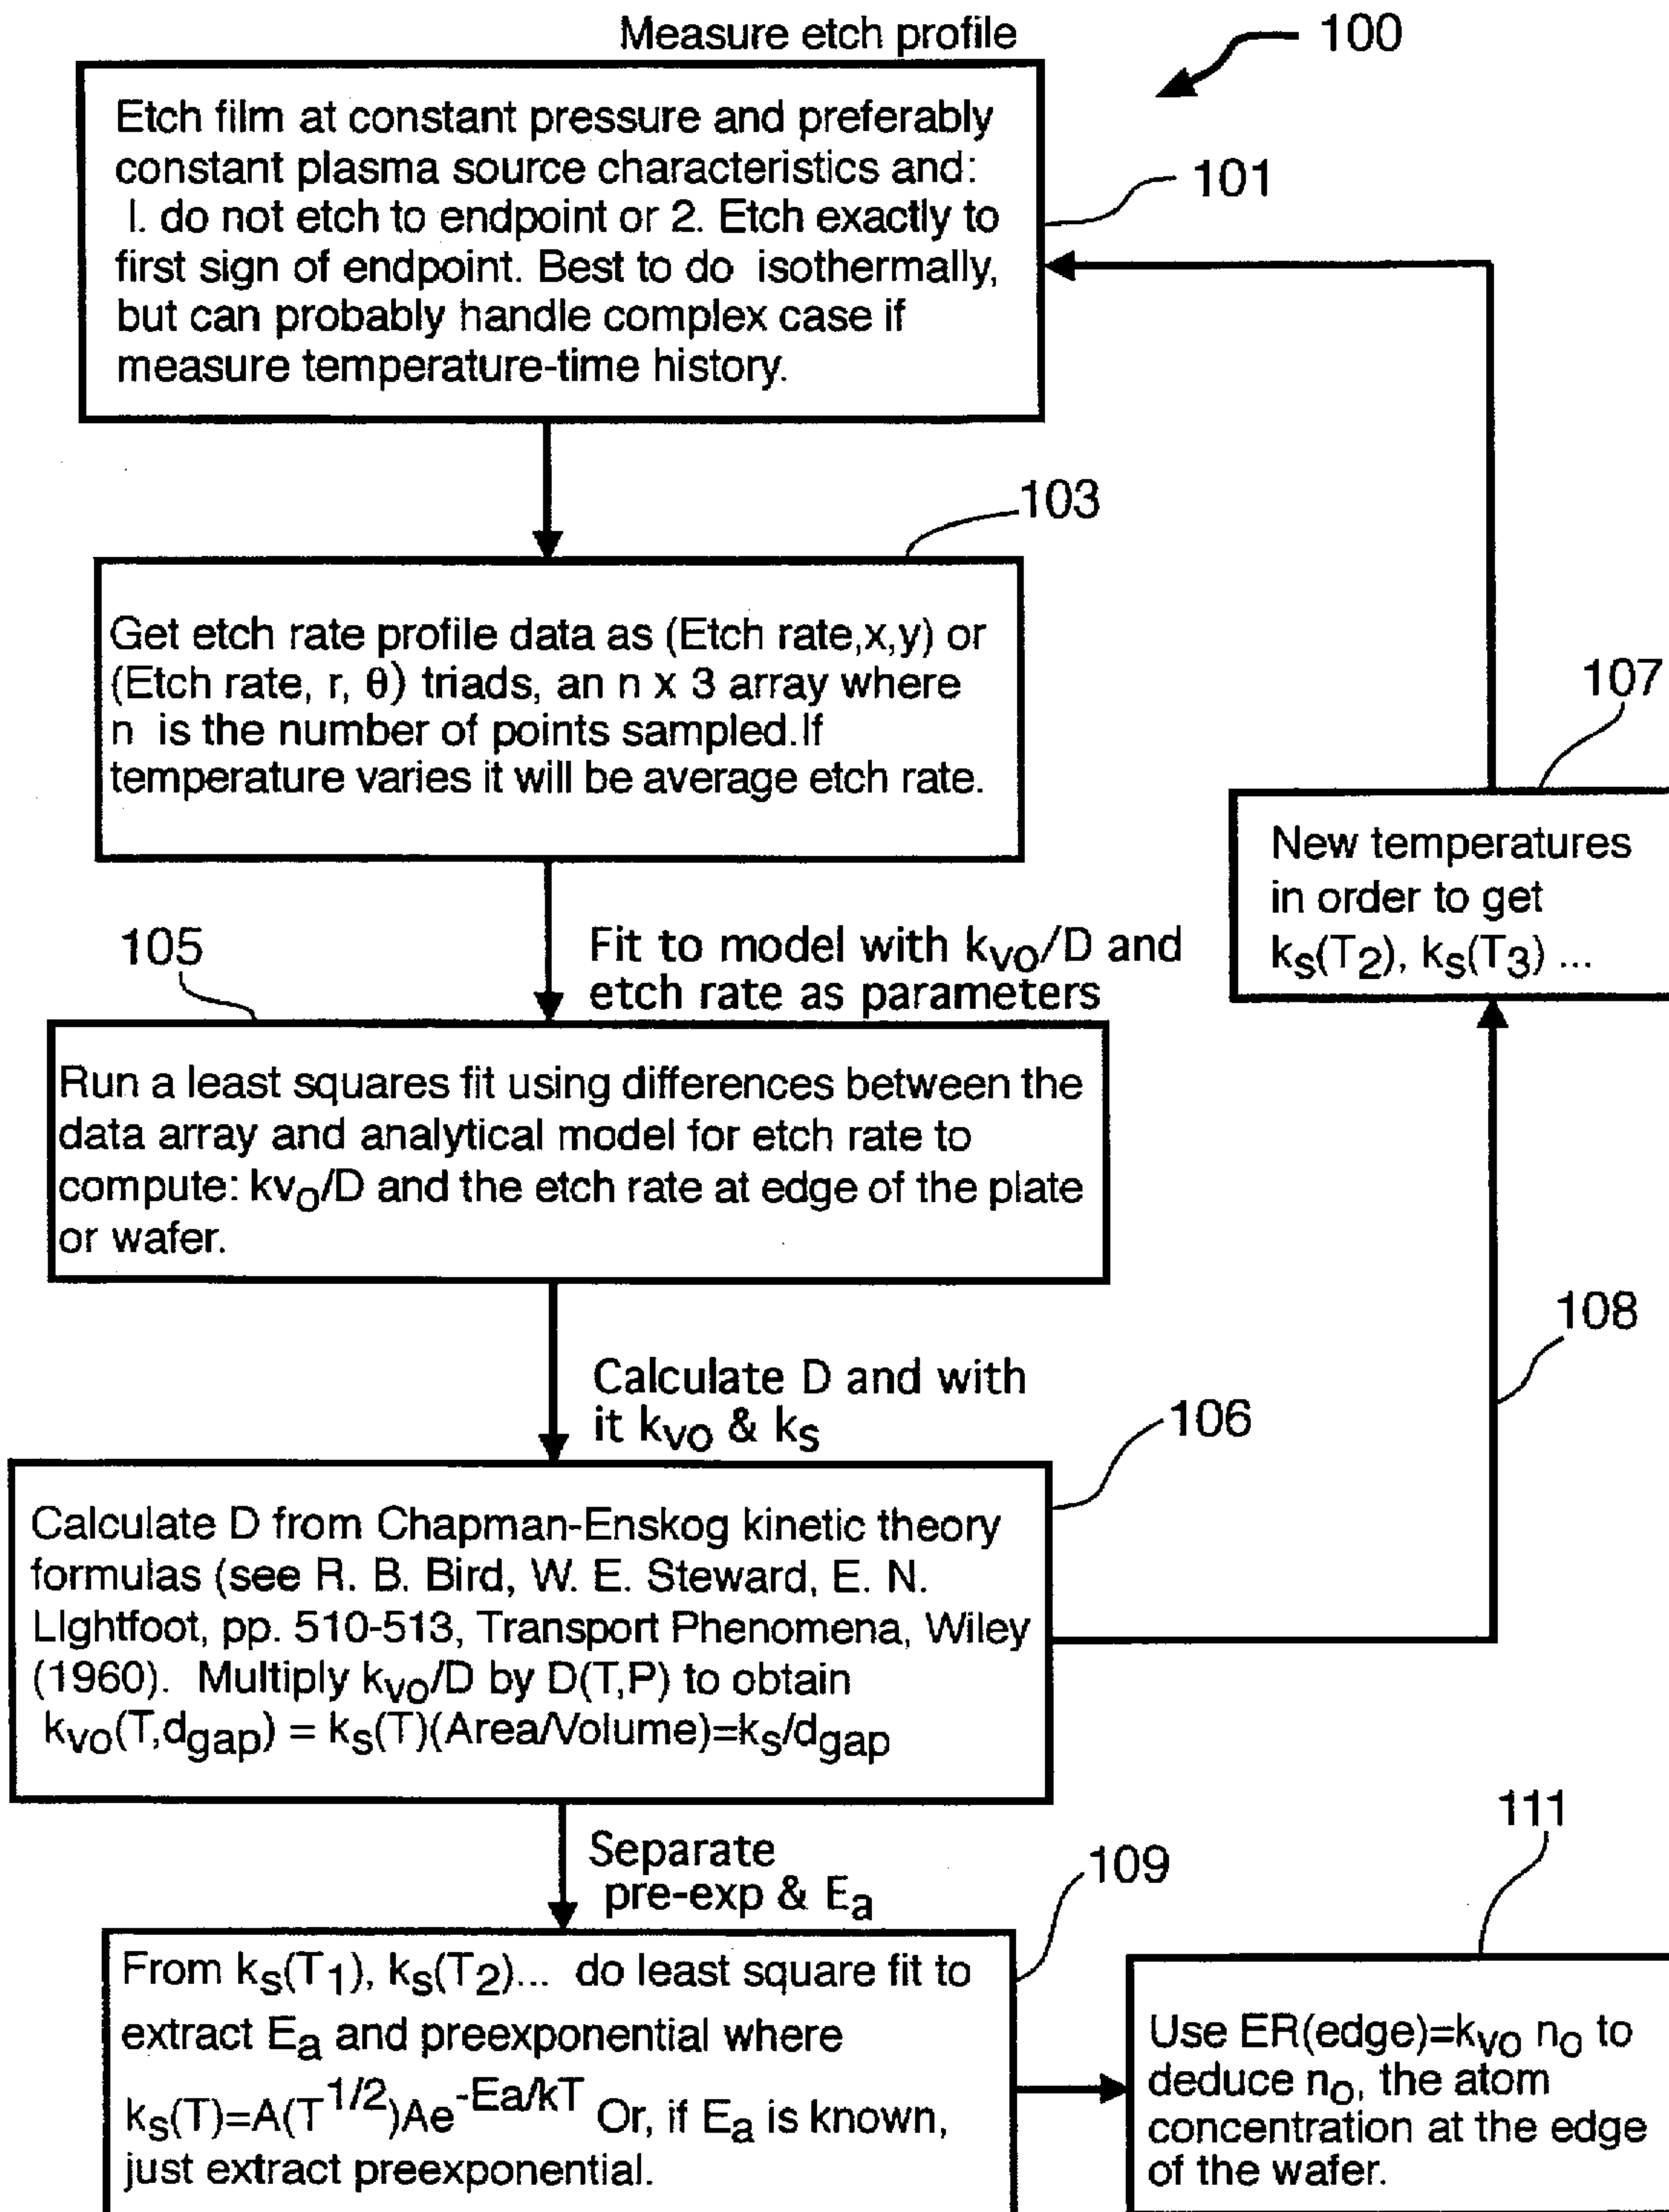 Measure etch profile
100
Etch film at constant pressure and preferably
constant plasma source characteristics and:
l. do not etch to endpoint or 2. Etch exactly to
first sign of endpoint. Best to do isothermally,
but can probably handle complex case if
measure temperature-time history.
101
103
Get etch rate profile data as (Etch rate,x,y) or
(Etch rate, r, θ) triads, an n x 3 array where
n is the number of points sampled.If
temperature varies it will be average etch rate.
107
New temperatures
in order to get
kₛ(T₂), kₛ(T₃) ...
105
Fit to model with kᵥₒ/D and
etch rate as parameters
Run a least squares fit using differences between the
data array and analytical model for etch rate to
compute: kvₒ/D and the etch rate at edge of the plate
or wafer.
108
Calculate D and with
it kᵥₒ & kₛ
106
Calculate D from Chapman-Enskog kinetic theory
formulas (see R. B. Bird, W. E. Steward, E. N.
LIghtfoot, pp. 510-513, Transport Phenomena, Wiley
(1960). Multiply kᵥₒ/D by D(T,P) to obtain
kᵥₒ(T,d_gap) = kₛ(T)(Area/Volume)=kₛ/d_gap
Separate
pre-exp & Eₐ
109
111
From kₛ(T₁), kₛ(T₂)... do least square fit to
extract Eₐ and preexponential where
kₛ(T)=A(T^1/2)Ae^-Ea/kT Or, if Eₐ is known,
just extract preexponential.
Use ER(edge)=kᵥₒ nₒ to
deduce nₒ, the atom
concentration at the edge
of the wafer.